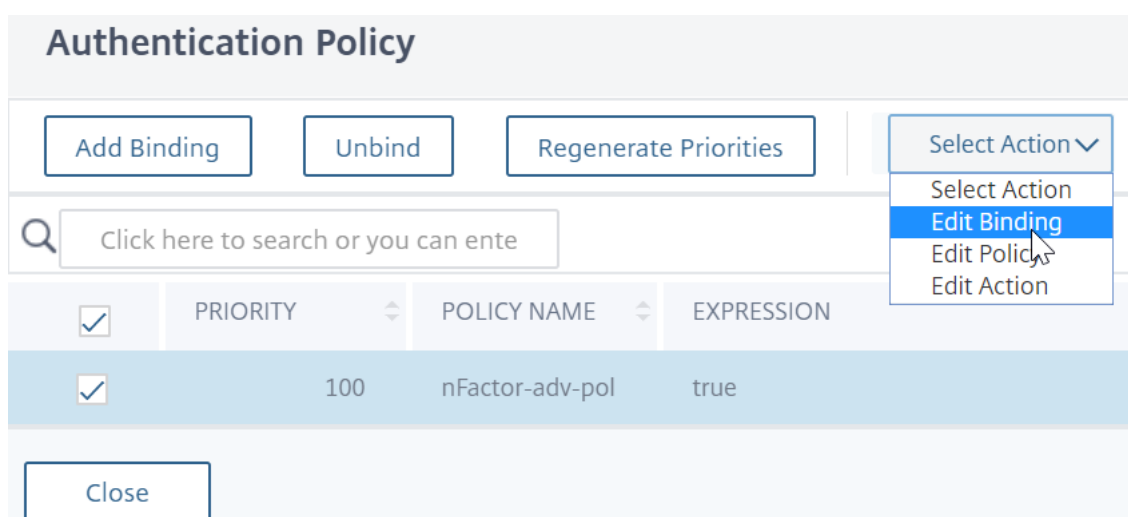 Authentication Policy
Add Binding Unbind Regenerate Priorities Select Action
Select Action
Edit Binding
Edit Policy
Edit Action
Click here to search or you can ente
PRIORITY POLICY NAME EXPRESSION
100 nFactor-adv-pol true
Close